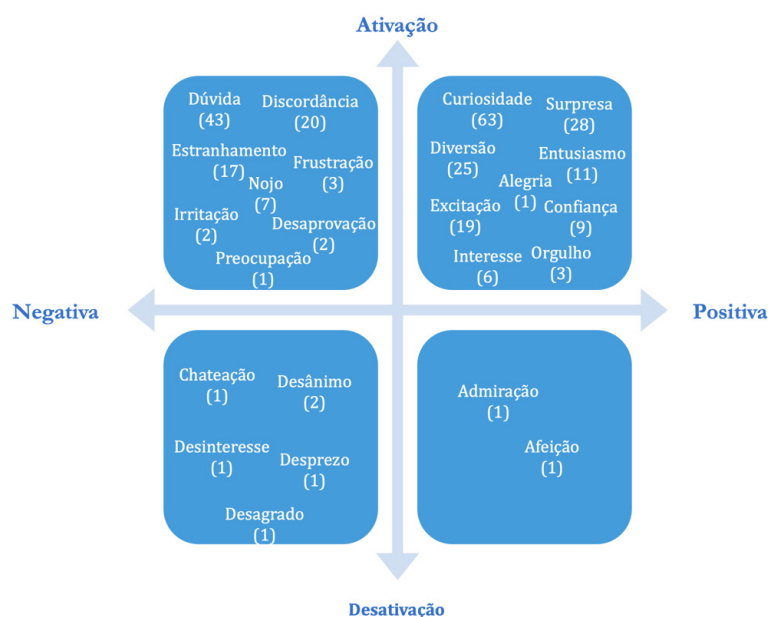 Ativação
Dúvida
(43)
Discordância
(20)
Estranhamento
(17)
Frustração
(3)
Nojo
(7)
Irritação
(2)
Desaprovação
(2)
Preocupação
(1)
Curiosidade
(63)
Surpresa
(28)
Diversão
(25)
Entusiasmo
(11)
Alegria
(1)
Excitação
(19)
Confiança
(9)
Interesse
(6)
Orgulho
(3)
Negativa
Positiva
Chateação
(1)
Desânimo
(2)
Desinteresse
(1)
Desprezo
(1)
Desagrado
(1)
Admiração
(1)
Afeição
(1)
Desativação